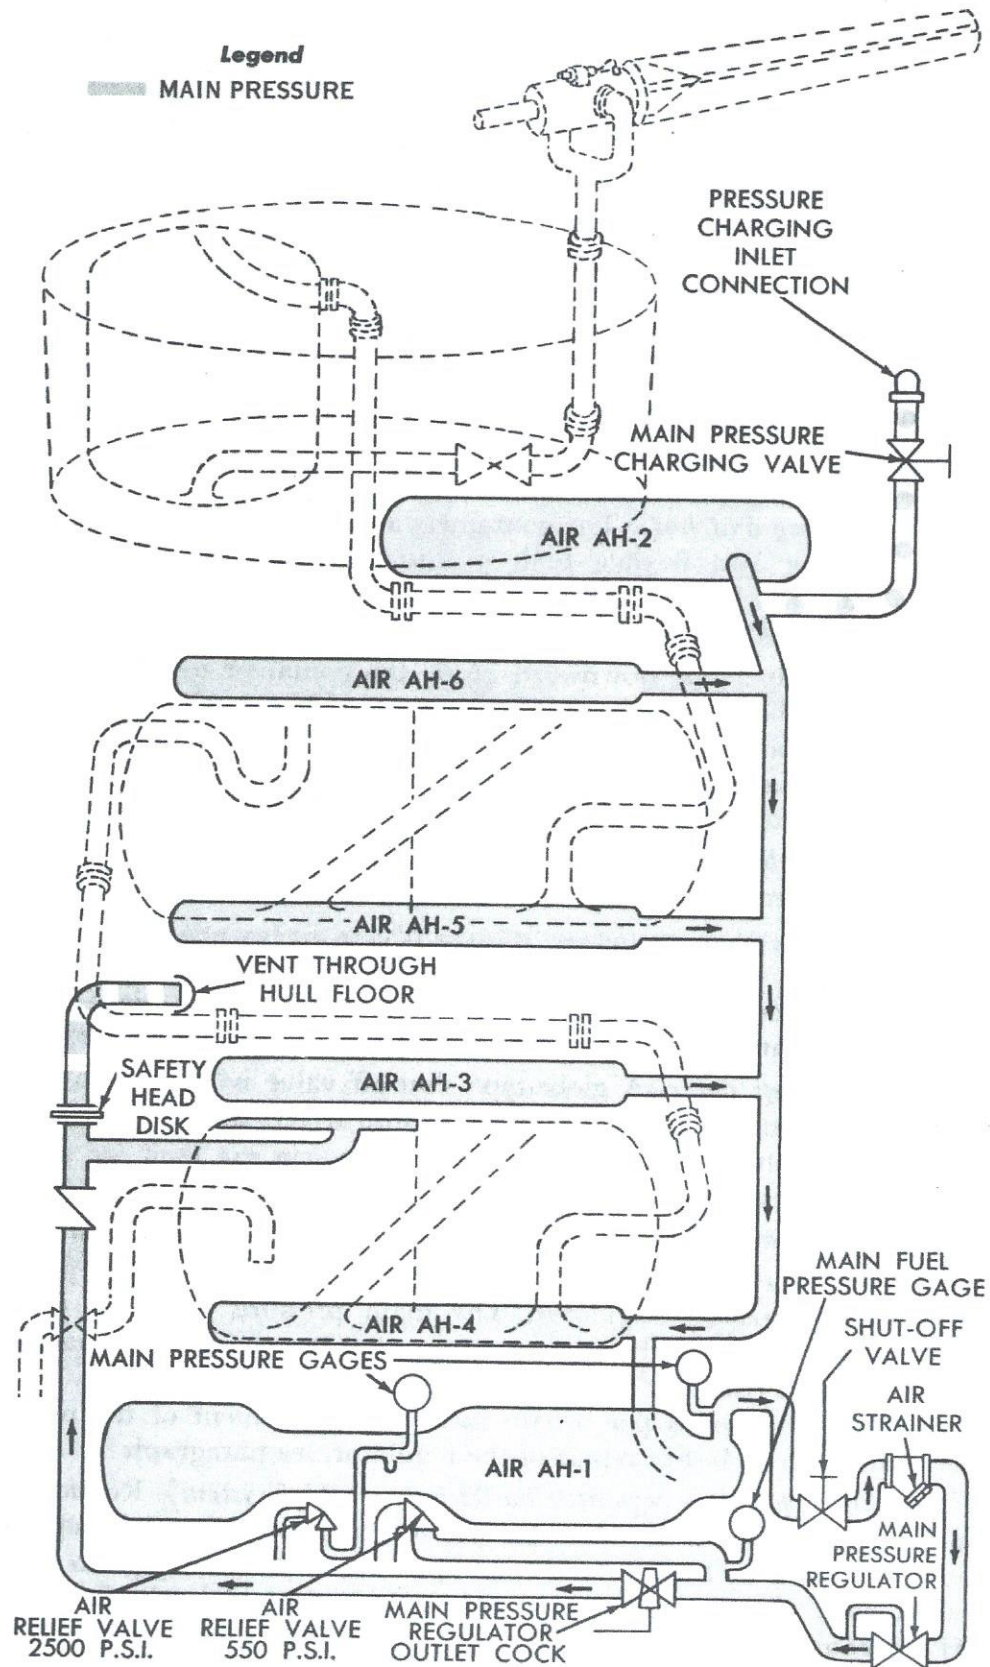 Legend
MAIN PRESSURE
PRESSURE
CHARGING
INLET
CONNECTION
MAIN PRESSURE
CHARGING VALVE
AIR AH-2
AIR AH-6
AIR AH-5
VENT THROUGH
HULL FLOOR
SAFETY
HEAD
DISK
AIR AH-3
AIR AH-4
MAIN FUEL
PRESSURE GAGE
MAIN PRESSURE GAGES
SHUT-OFF
VALVE
AIR
STRAINER
AIR AH-1
MAIN
PRESSURE
REGULATOR
AIR
RELIEF VALVE
2500 P.S.I.
AIR
RELIEF VALVE
550 P.S.I.
MAIN PRESSURE
REGULATOR
OUTLET COCK